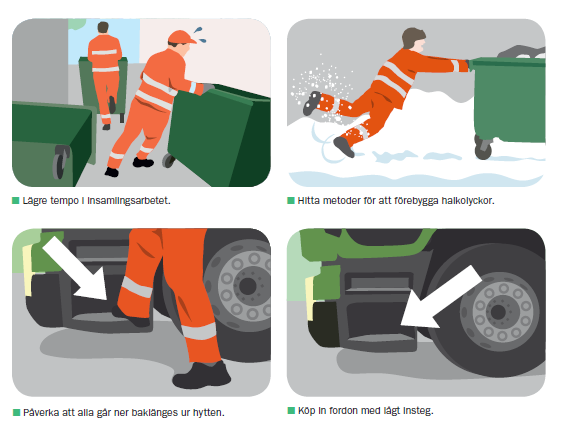 Lägre tempo i insamlingsarbetet.
Hitta metoder för att förebygga halkolyckor.
Påverka att alla går ner baklänges ur hytten.
Köp in fordon med lågt insteg.